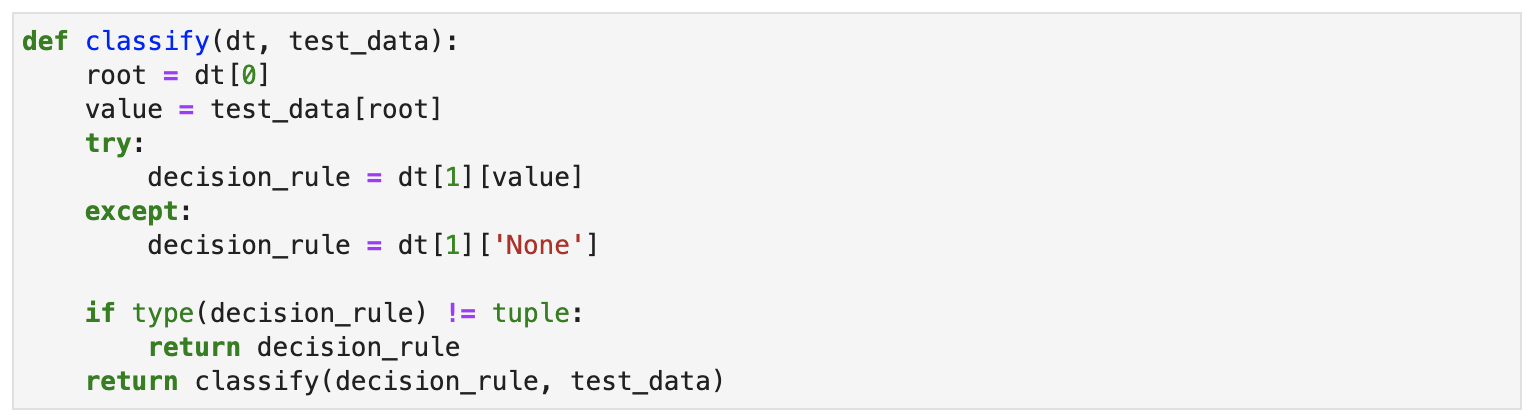 def classify(dt, test_data):
    root = dt[0]
    value = test_data[root]
    try:
        decision_rule = dt[1][value]
    except:
        decision_rule = dt[1]['None']

    if type(decision_rule) != tuple:
        return decision_rule
    return classify(decision_rule, test_data)